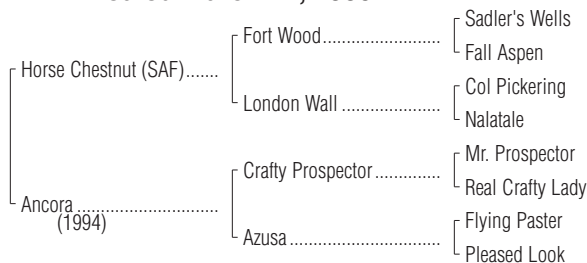 Sadler's Wells
Fort Wood
Fall Aspen
Horse Chestnut (SAF)
Col Pickering
London Wall
Nalatale
Mr. Prospector
Crafty Prospector
Real Crafty Lady
Ancora
(1994)
Flying Paster
Azusa
Pleased Look